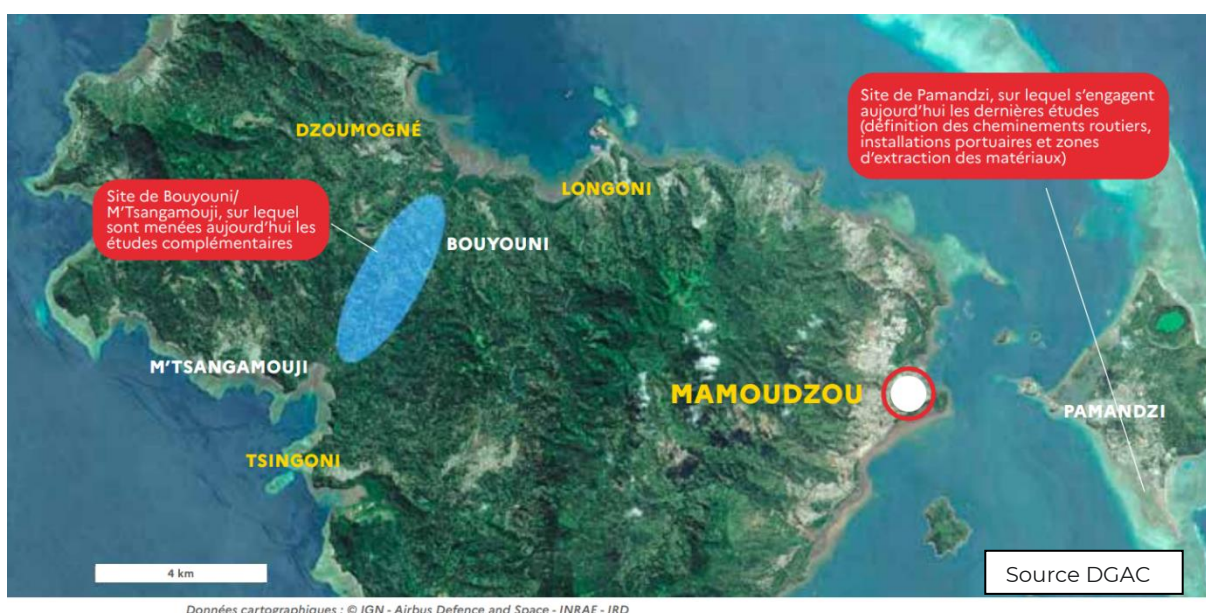 Site de Pamandzi, sur lequel s’engagent
aujourd’hui les dernières études
(définition des cheminements routiers,
installations portuaires et zones
d’extraction des matériaux)
DZOUMOGNÉ
LONGONI
Site de Bouyouni/
M’Tsangamouji, sur lequel
sont menées aujourd’hui les
études complémentaires
BOUYOUNI
M’TSANGAMOUJI
MAMOUDZOU
PAMANDZI
TSINGONI
4 km
Source DGAC
Données cartographiques : © IGN - Airbus Defence and Space - INRAE - IRD